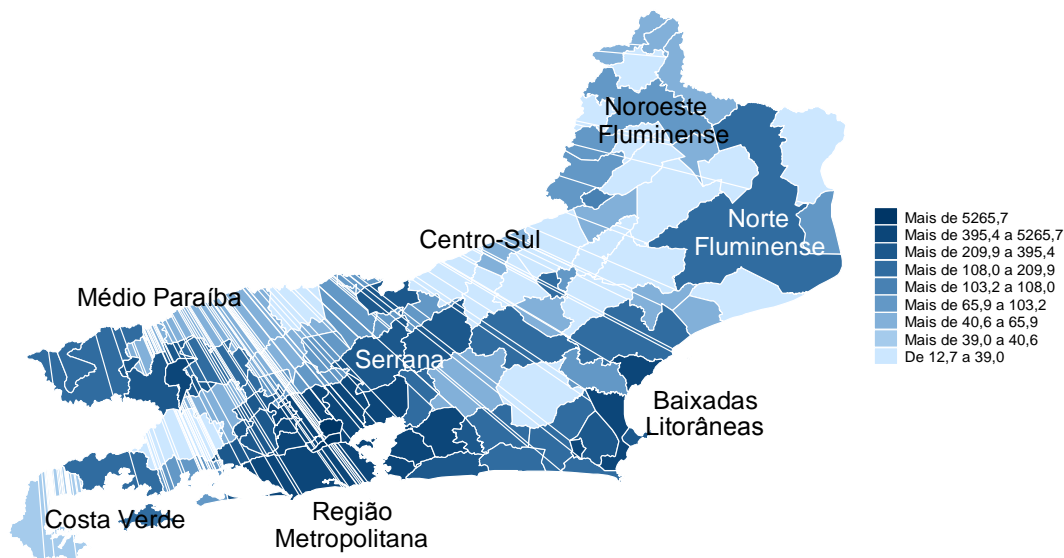 Noroeste
Fluminense
Norte
Fluminense
Centro-Sul
Médio Paraíba
Serrana
Baixadas
Litorâneas
Costa Verde
Região
Metropolitana
Mais de 5265,7
Mais de 395,4 a 5265,7
Mais de 209,9 a 395,4
Mais de 108,0 a 209,9
Mais de 103,2 a 108,0
Mais de 65,9 a 103,2
Mais de 40,6 a 65,9
Mais de 39,0 a 40,6
De 12,7 a 39,0